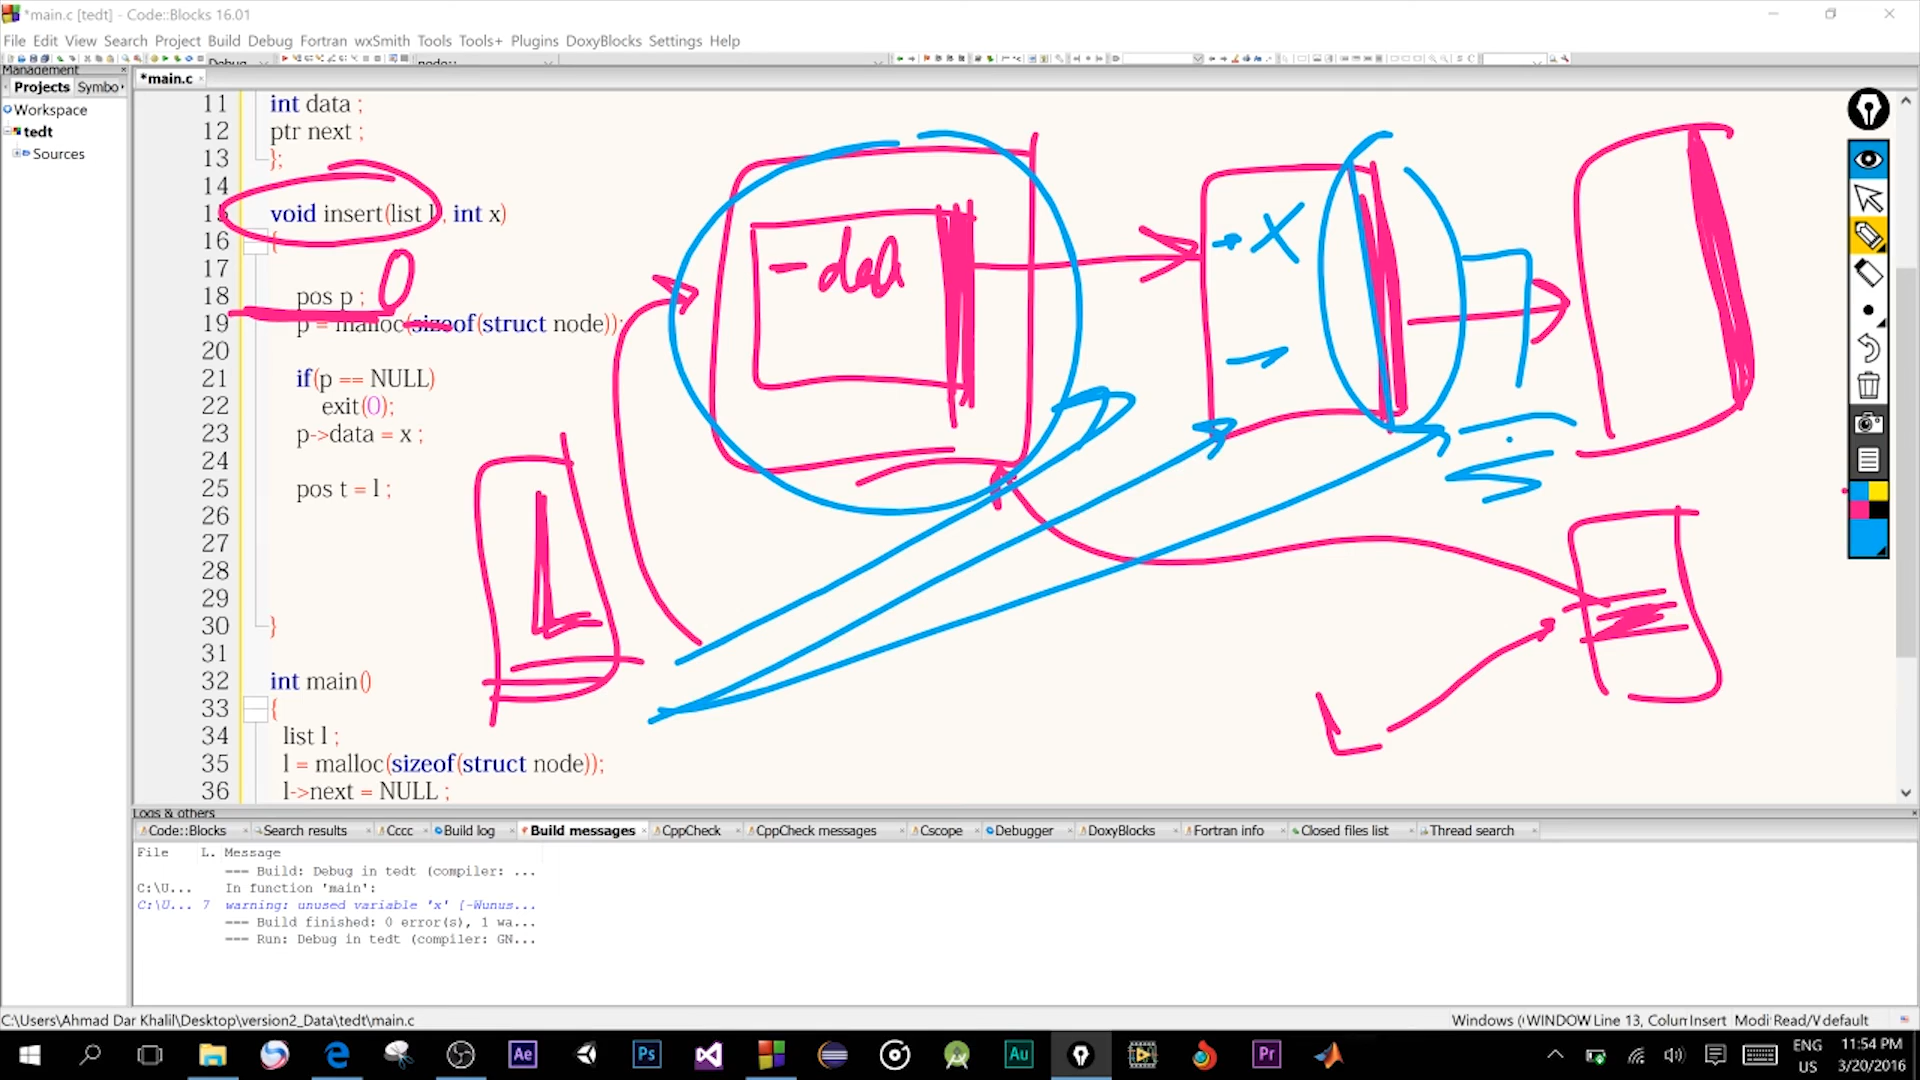 *main.c [tedt] - Code::Blocks 16.01
File Edit View Search Project Build Debug Fortran wxSmith Tools Tools+ Plugins DoxyBlocks Settings Help
Management
Projects Symbo
*main.c
Workspace
tedt
Sources
11 int data ;
12 ptr next ;
13 };
14
15 void insert(list l , int x)
16 {
17
18 pos p ;
19 p = malloc(sizeof(struct node));
20
21 if(p == NULL)
22 exit(0);
23 p->data = x ;
24
25 pos t = l ;
26
27
28
29
30 }
31
32 int main()
33 {
34 list l ;
35 l = malloc(sizeof(struct node));
36 l->next = NULL ;
0
- data
X
L
L
Logs & others
Code::Blocks Search results Cccc Build log Build messages CppCheck CppCheck messages Cscope Debugger DoxyBlocks Fortran info Closed files list Thread search
File L. Message
=== Build: Debug in tedt (compiler: ...
C:\U... In function 'main':
C:\U... 7 warning: unused variable 'x' [-Wunus...
=== Build finished: 0 error(s), 1 wa...
=== Run: Debug in tedt (compiler: GN...
C:\Users\Ahmad Dar Khalil\Desktop\version2_Data\tedt\main.c
WINDOW Line 13, Colum Insert Modi Read/V default
Ae Ps Au Pr
ENG
US
11:54 PM
3/20/2016